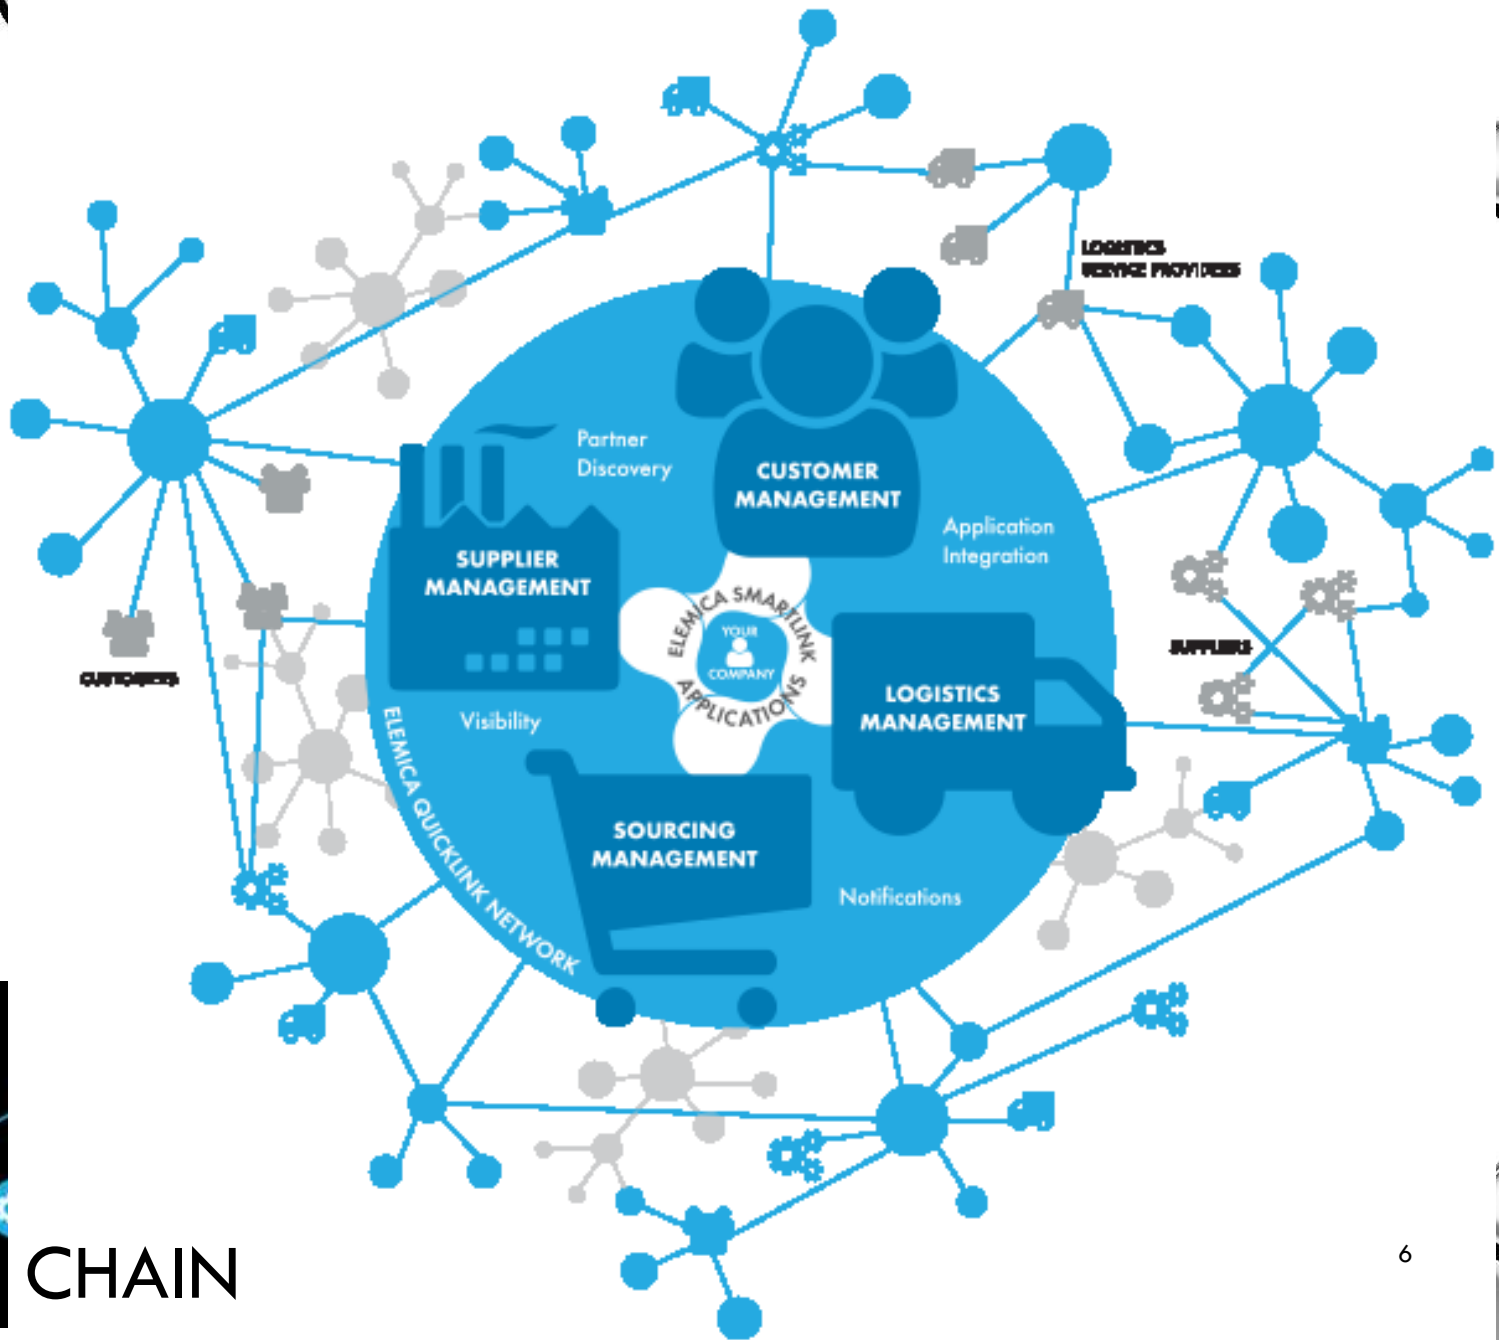 LOGISTICS
SERVICE PROVIDERS
Partner
Discovery
CUSTOMER
MANAGEMENT
Application
Integration
SUPPLIER
MANAGEMENT
ELEMICA SMARTLINK
APPLICATIONS
YOUR
COMPANY
SUPPLIERS
CUSTOMERS
LOGISTICS
MANAGEMENT
Visibility
ELEMICA QUICKLINK NETWORK
SOURCING
MANAGEMENT
Notifications
CHAIN
6